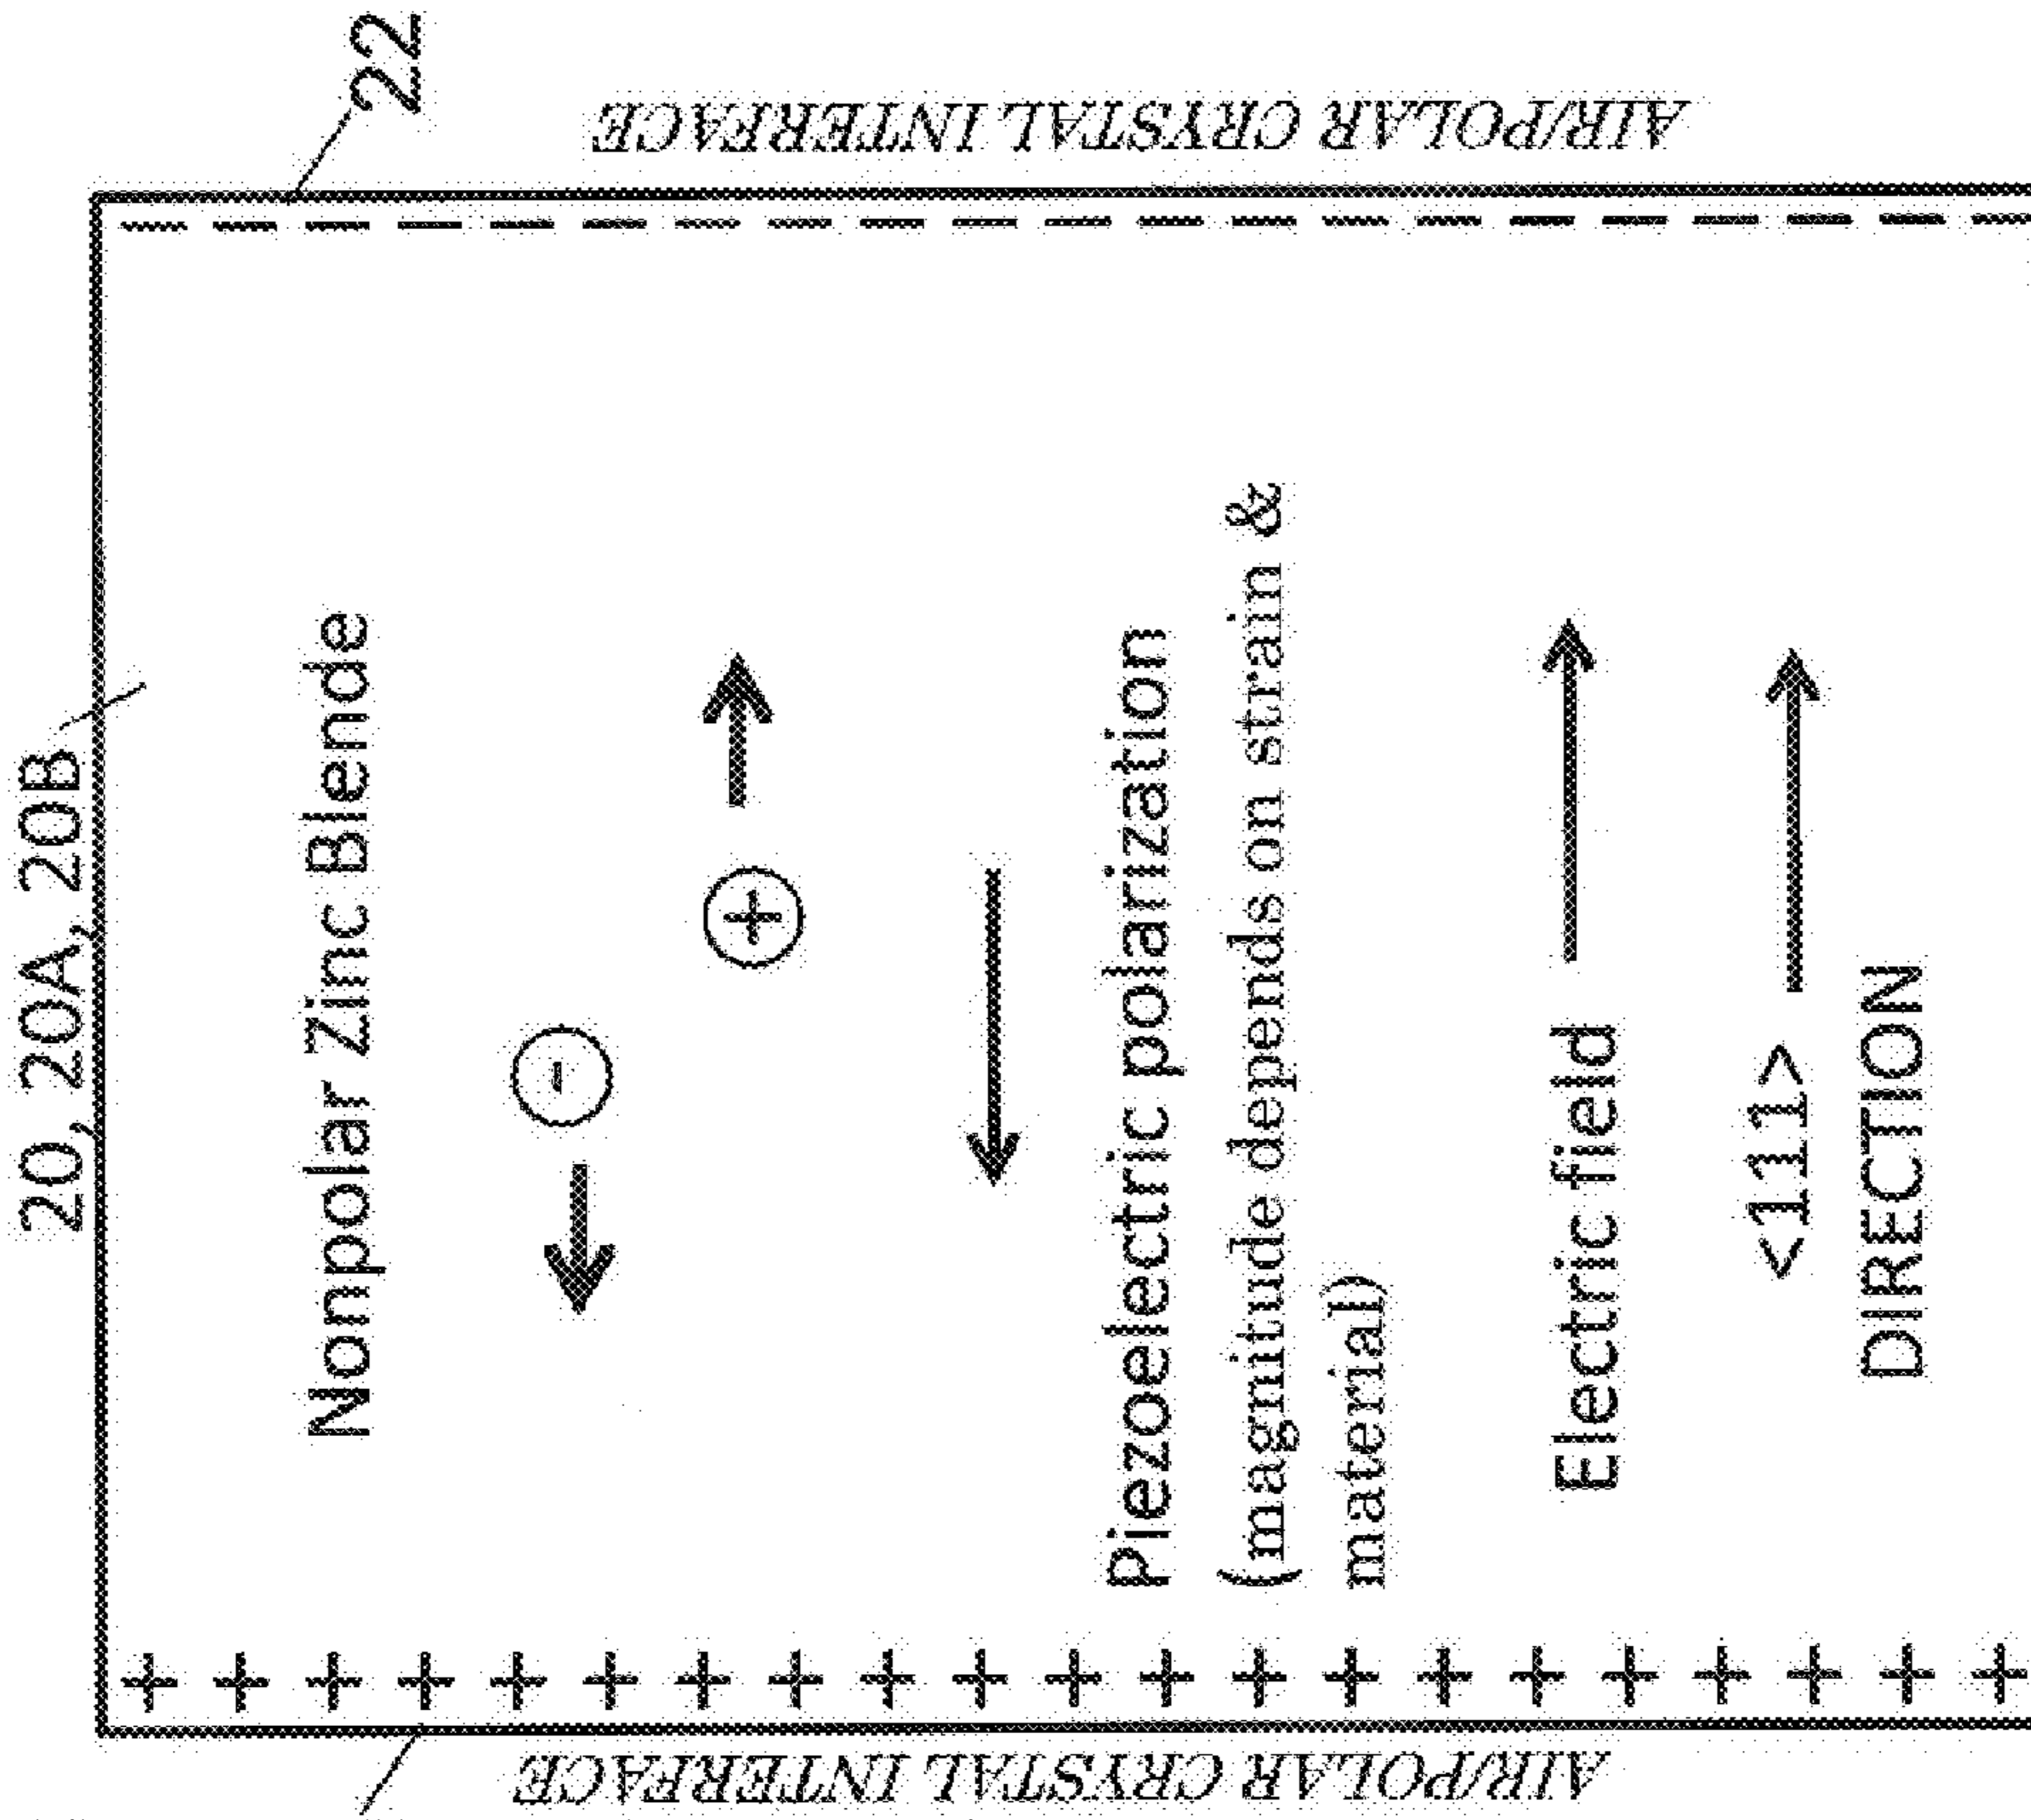 20, 20A, 20B
22
AIR/POLAR CRYSTAL INTERFACE
- - - - - - - - - - - - - - - - - - - - -
Nonpolar Zinc Blende
-
+
Piezoelectric polarization
(magnitude depends on strain &
material)
Electric field
<111>
DIRECTION
+ + + + + + + + + + + + + + + + + + + + +
AIR/POLAR CRYSTAL INTERFACE